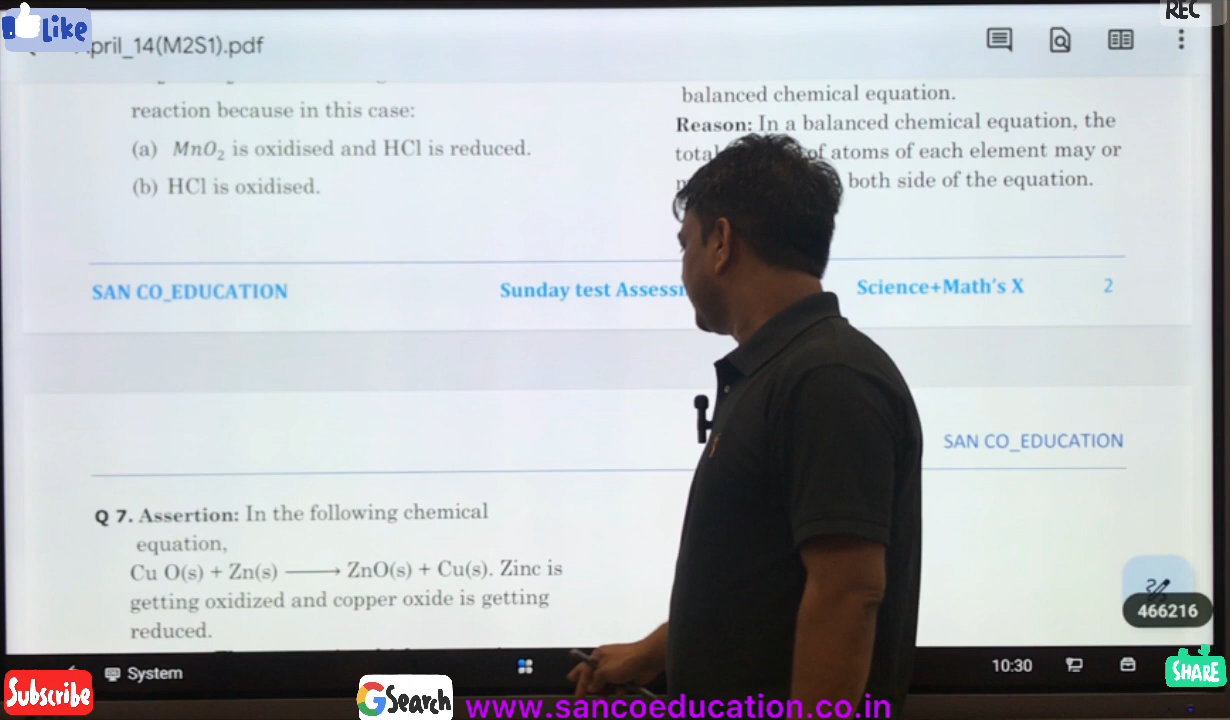 Like
REC
pril_14(M2S1).pdf
reaction because in this case:
(a) MnO₂ is oxidised and HCl is reduced.
(b) HCl is oxidised.
balanced chemical equation.
Reason: In a balanced chemical equation, the
total of atoms of each element may or
both side of the equation.
SAN CO_EDUCATION Sunday test Science+Math's X 2
SAN CO_EDUCATION
Q 7. Assertion: In the following chemical
equation,
Cu O(s) + Zn(s) ⟶ ZnO(s) + Cu(s). Zinc is
getting oxidized and copper oxide is getting
reduced.
466216
System
10:30
Subscribe
GSearch
www.sancoeducation.co.in
SHARE